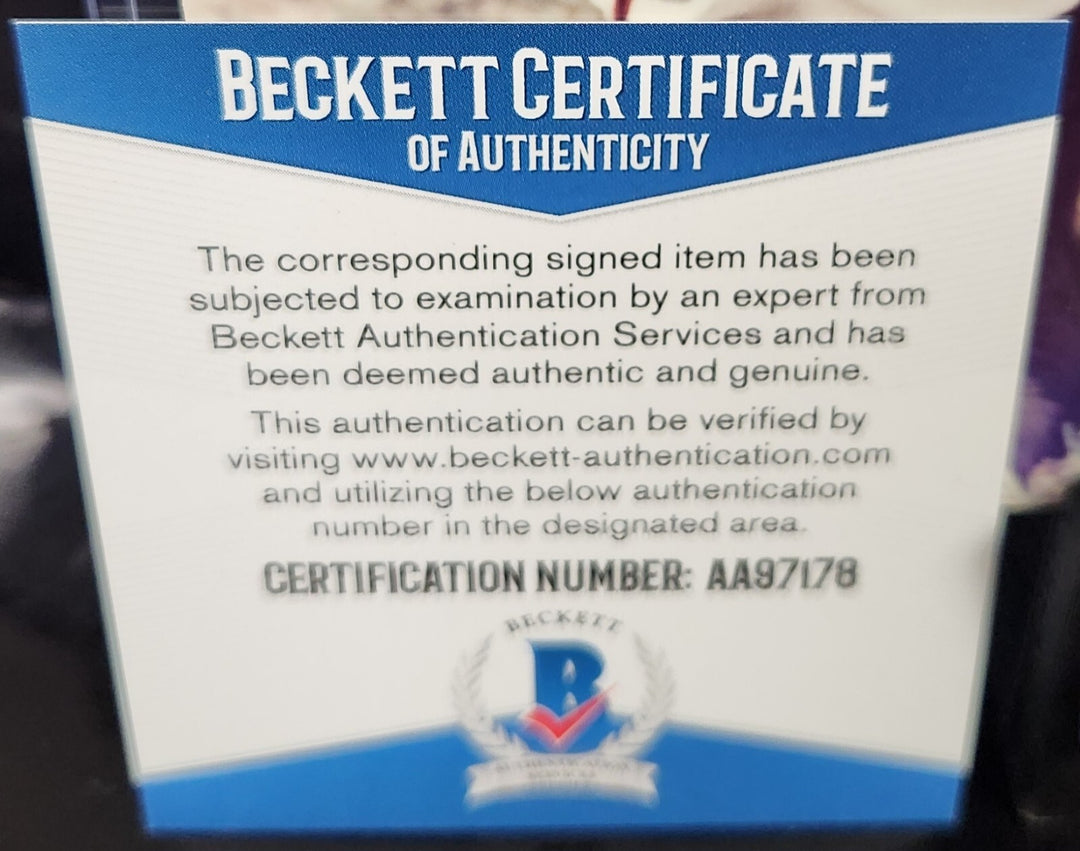 BECKETT CERTIFICATE
OF AUTHENTICITY
The corresponding signed item has been
subjected to examination by an expert from
Beckett Authentication Services and has
been deemed authentic and genuine.
This authentication can be verified by
visiting www.beckett-authentication.com
and utilizing the below authentication
number in the designated area.
CERTIFICATION NUMBER: AA97178
BECKETT
B
AUTHENTICATION
SERVICES